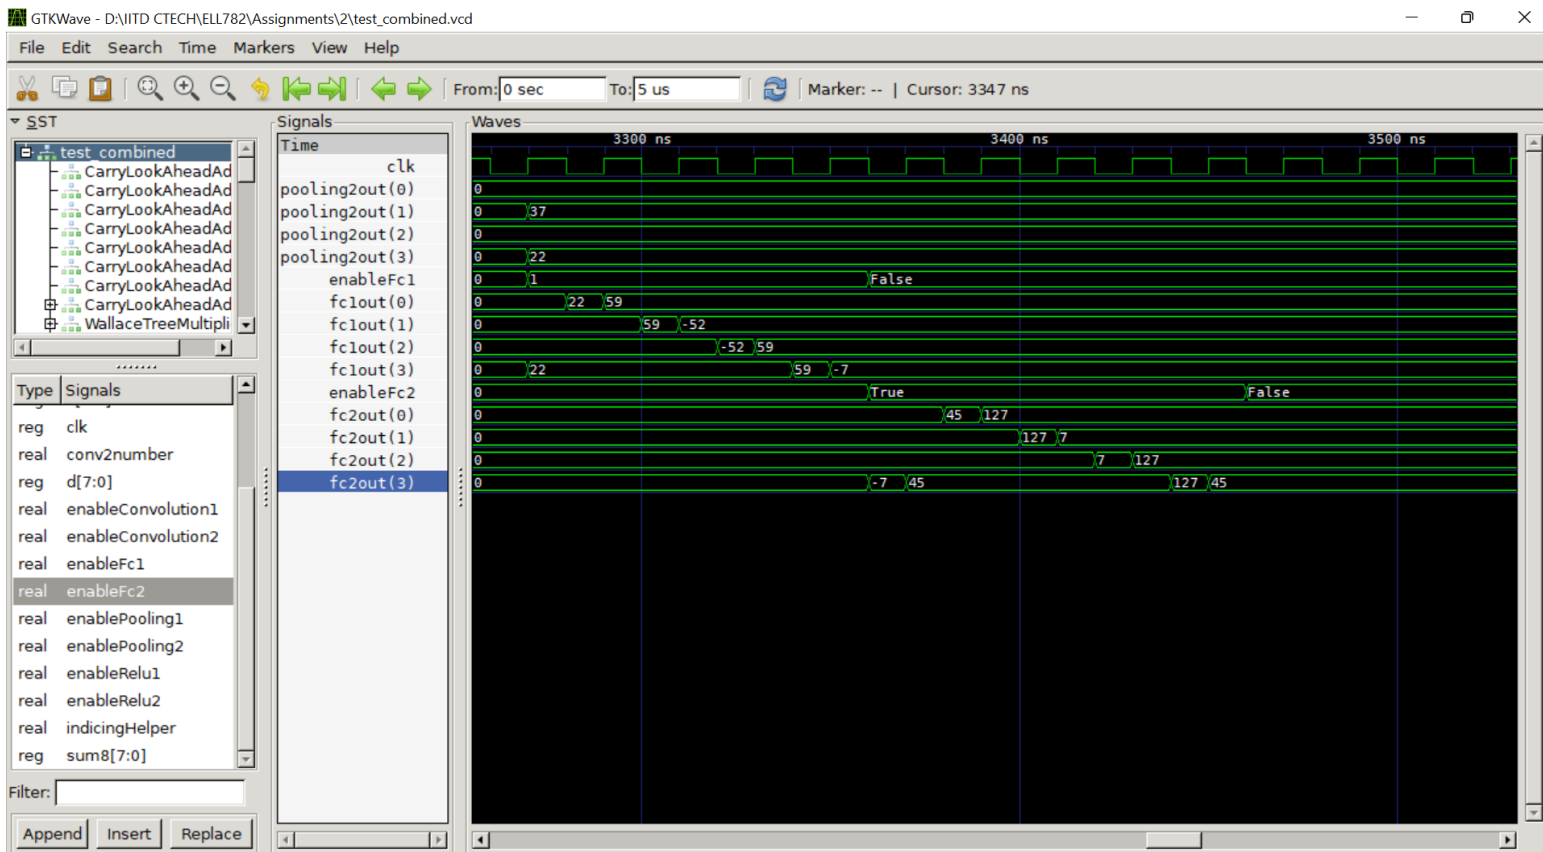 GTKWave - D:\IITD CTECH\ELL782\Assignments\2\test_combined.vcd
File Edit Search Time Markers View Help
From: 0 sec To: 5 us Marker: -- | Cursor: 3347 ns
SST
test_combined
CarryLookAheadAd
CarryLookAheadAd
CarryLookAheadAd
CarryLookAheadAd
CarryLookAheadAd
CarryLookAheadAd
CarryLookAheadAd
CarryLookAheadAd
WallaceTreeMultipli
Type Signals
reg clk
real conv2number
reg d[7:0]
real enableConvolution1
real enableConvolution2
real enableFc1
real enableFc2
real enablePooling1
real enablePooling2
real enableRelu1
real enableRelu2
real indicingHelper
reg sum8[7:0]
Filter:
Append Insert Replace
Signals
Time
clk
pooling2out(0)
pooling2out(1)
pooling2out(2)
pooling2out(3)
enableFc1
fc1out(0)
fc1out(1)
fc1out(2)
fc1out(3)
enableFc2
fc2out(0)
fc2out(1)
fc2out(2)
fc2out(3)
Waves
3300 ns 3400 ns 3500 ns
0
0 37
0
0 22
0 1 False
0 22 59
0 59 -52
0 -52 59
0 22 59 -7
0 True False
0 45 127
0 127 7
0 7 127
0 -7 45 127 45